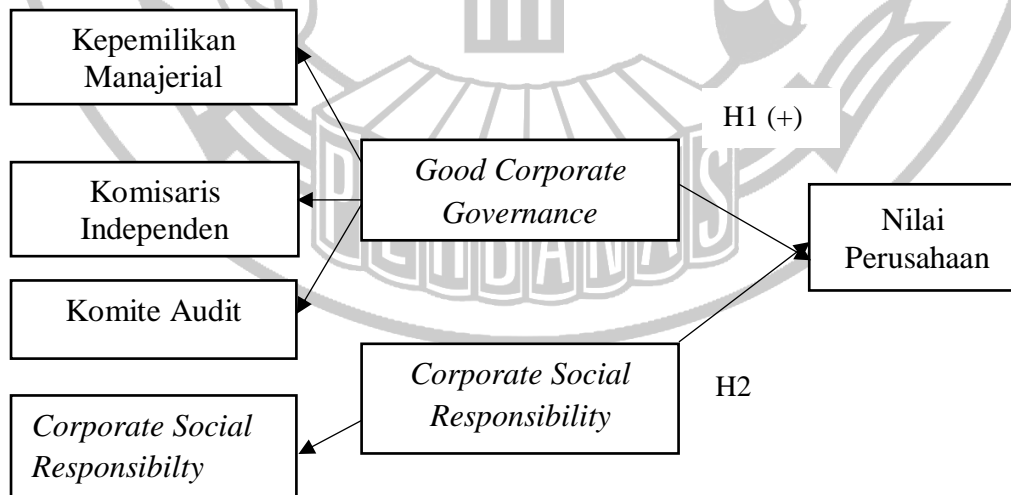 Kepemilikan
Manajerial
H1 (+)
Good Corporate
Governance
Komisaris
Independen
Nilai
Perusahaan
PERBANAS
Komite Audit
Corporate Social
Responsibility
H2
Corporate Social
Responsibilty